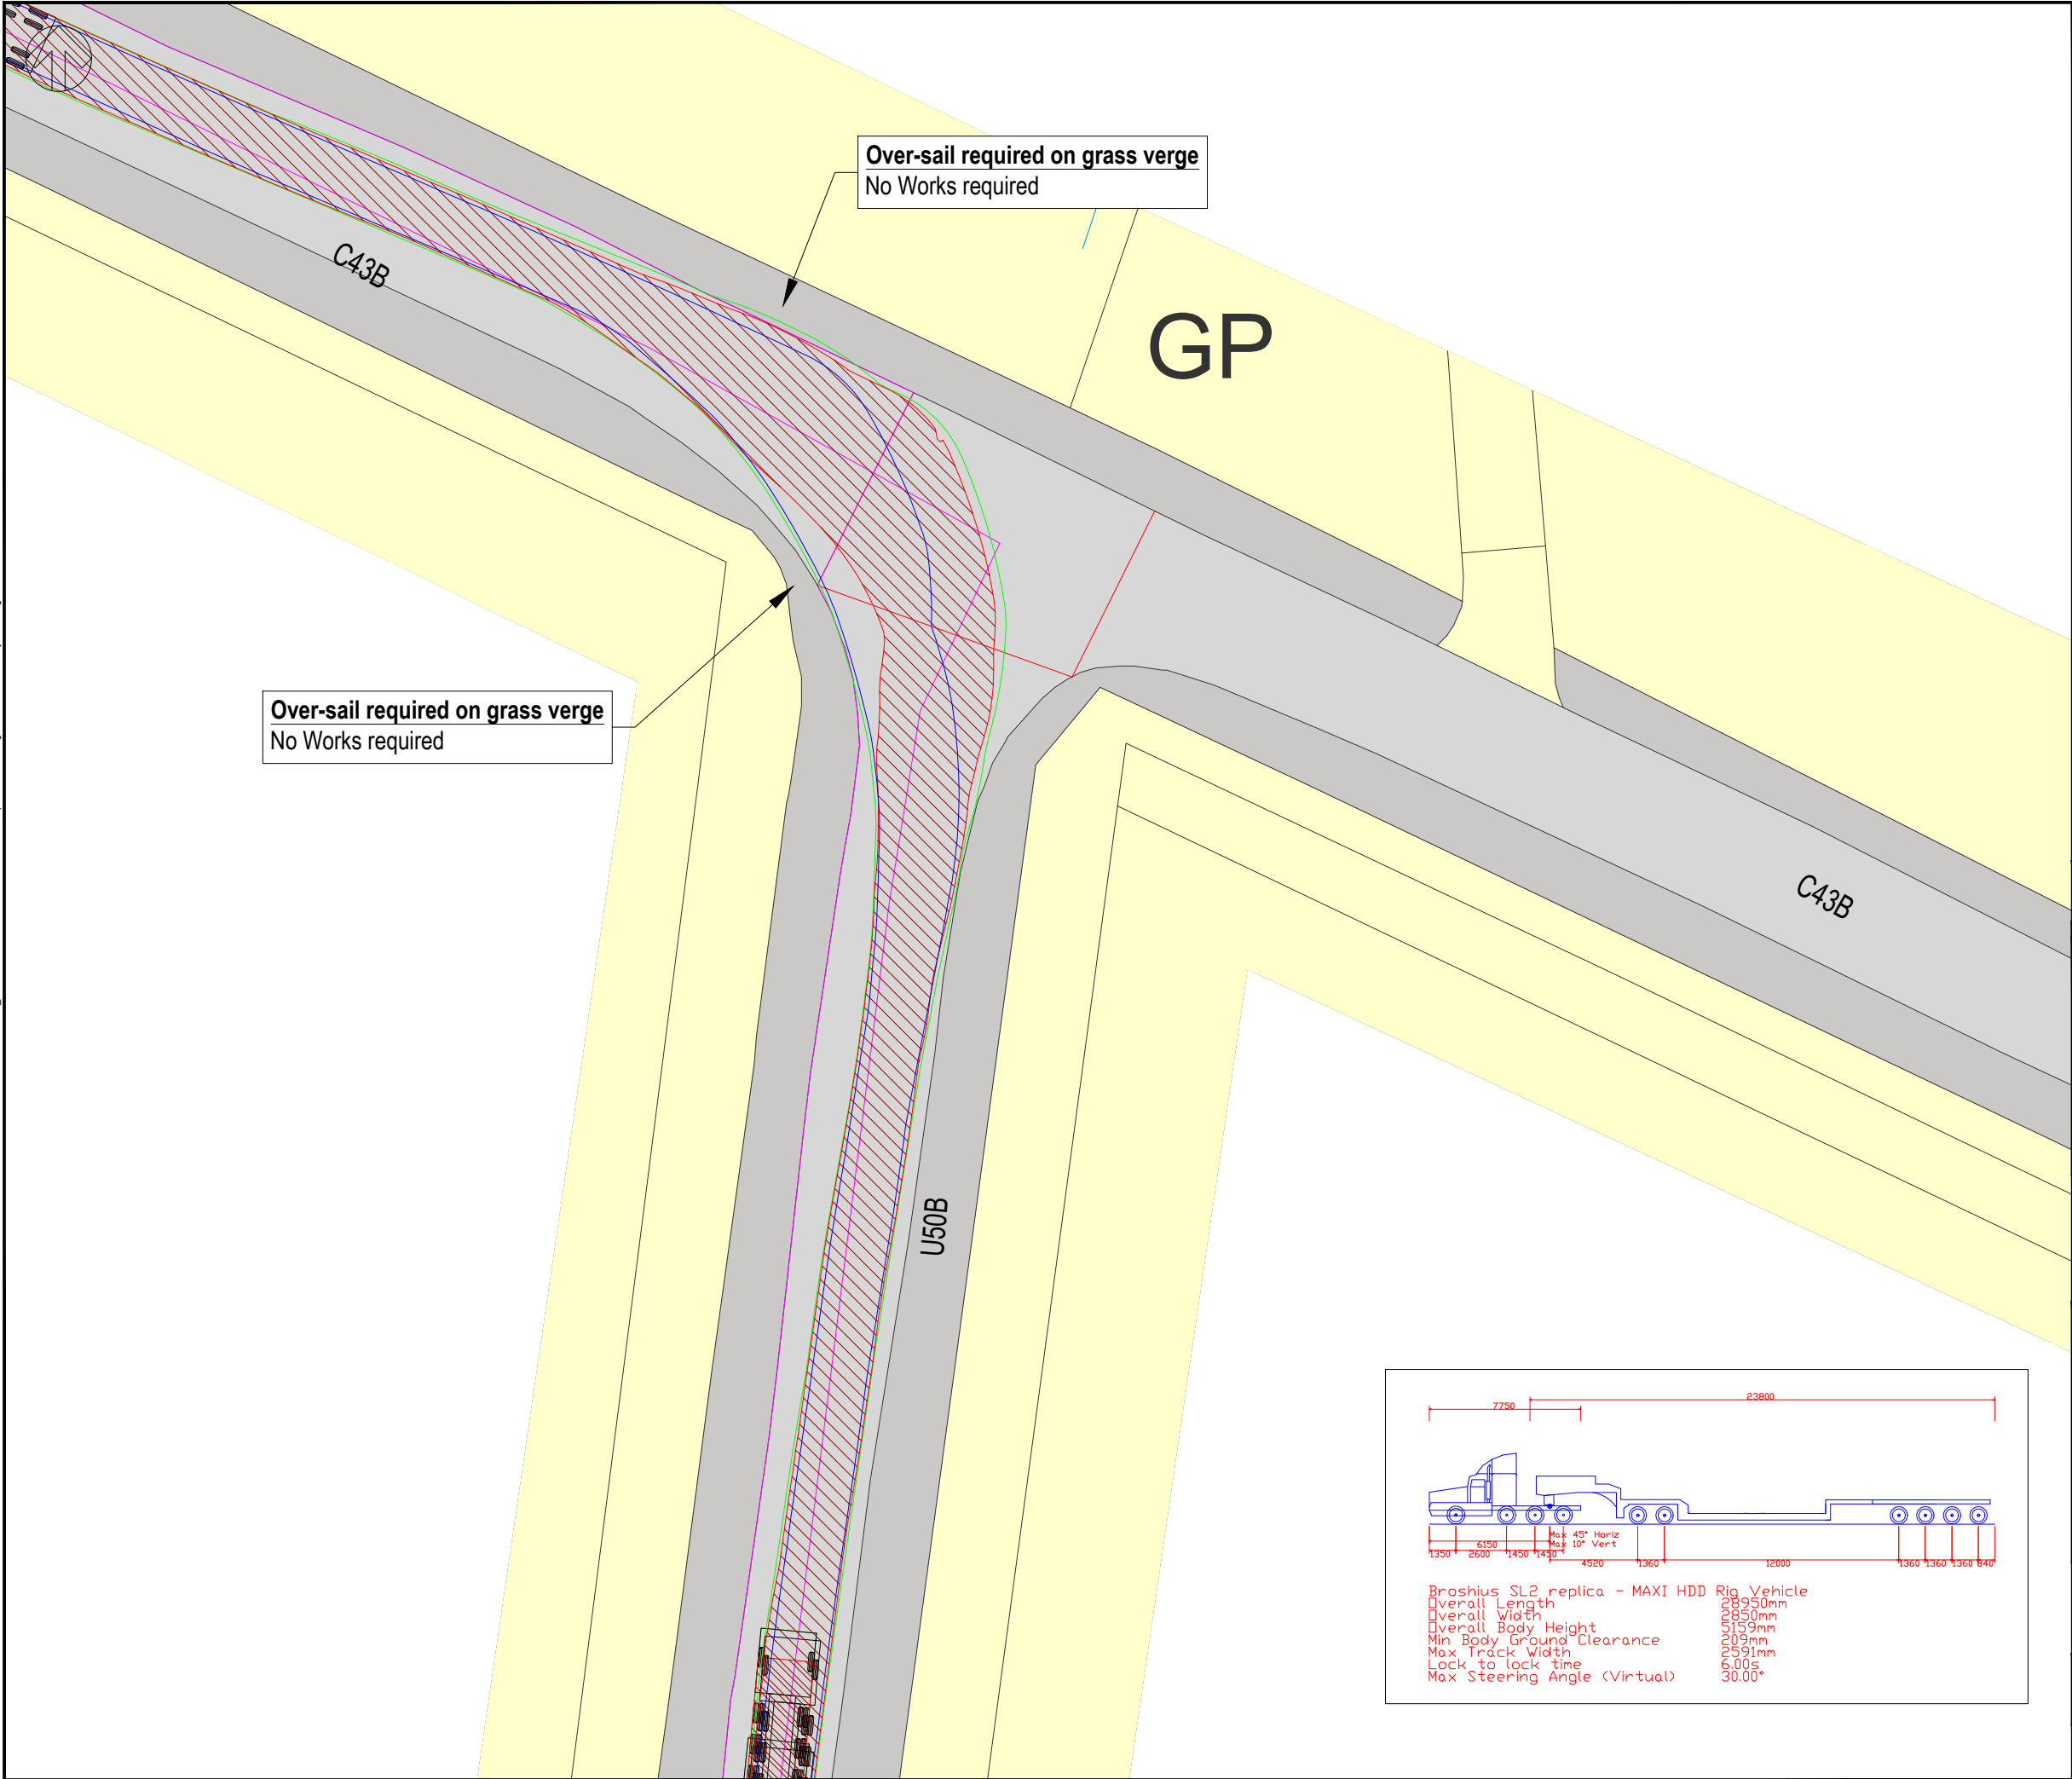 Over-sail required on grass verge
No Works required
C43B
GP
Over-sail required on grass verge
No Works required
C43B
U50B
23800
7750
Max 45° Horiz
Max 10° Vert
6150
1350 2600 1450 1450
4520 1360 12000 1360 1360 1360 840
Broshius SL2 replica - MAXI HDD Rig Vehicle
Overall Length 28950mm
Overall Width 2850mm
Overall Body Height 5159mm
Min Body Ground Clearance 209mm
Max Track Width 2591mm
Lock to lock time 6.00s
Max Steering Angle (Virtual) 30.00°